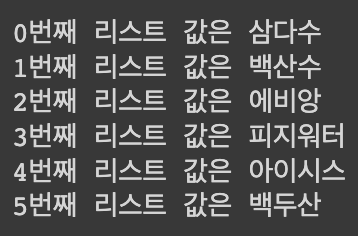 0번째 리스트 값은 삼다수
1번째 리스트 값은 백산수
2번째 리스트 값은 에비앙
3번째 리스트 값은 피지워터
4번째 리스트 값은 아이시스
5번째 리스트 값은 백두산